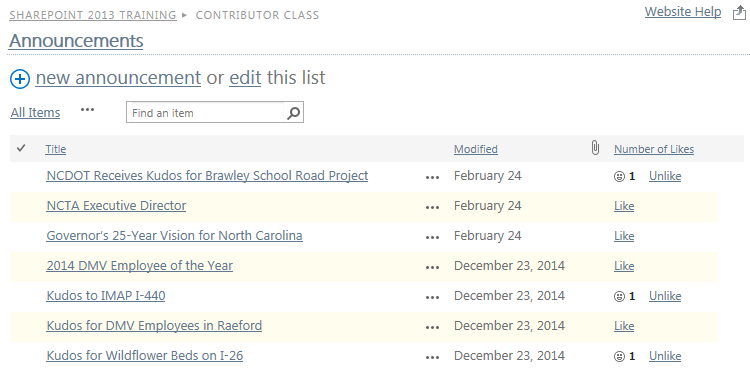 SHAREPOINT 2013 TRAINING ▸ CONTRIBUTOR CLASS Website Help
Announcements
new announcement or edit this list
All Items ••• Find an item
Title Modified Number of Likes
NCDOT Receives Kudos for Brawley School Road Project ••• February 24 1 Unlike
NCTA Executive Director ••• February 24 Like
Governor's 25-Year Vision for North Carolina ••• February 24 Like
2014 DMV Employee of the Year ••• December 23, 2014 Like
Kudos to IMAP I-440 ••• December 23, 2014 1 Unlike
Kudos for DMV Employees in Raeford ••• December 23, 2014 Like
Kudos for Wildflower Beds on I-26 ••• December 23, 2014 1 Unlike